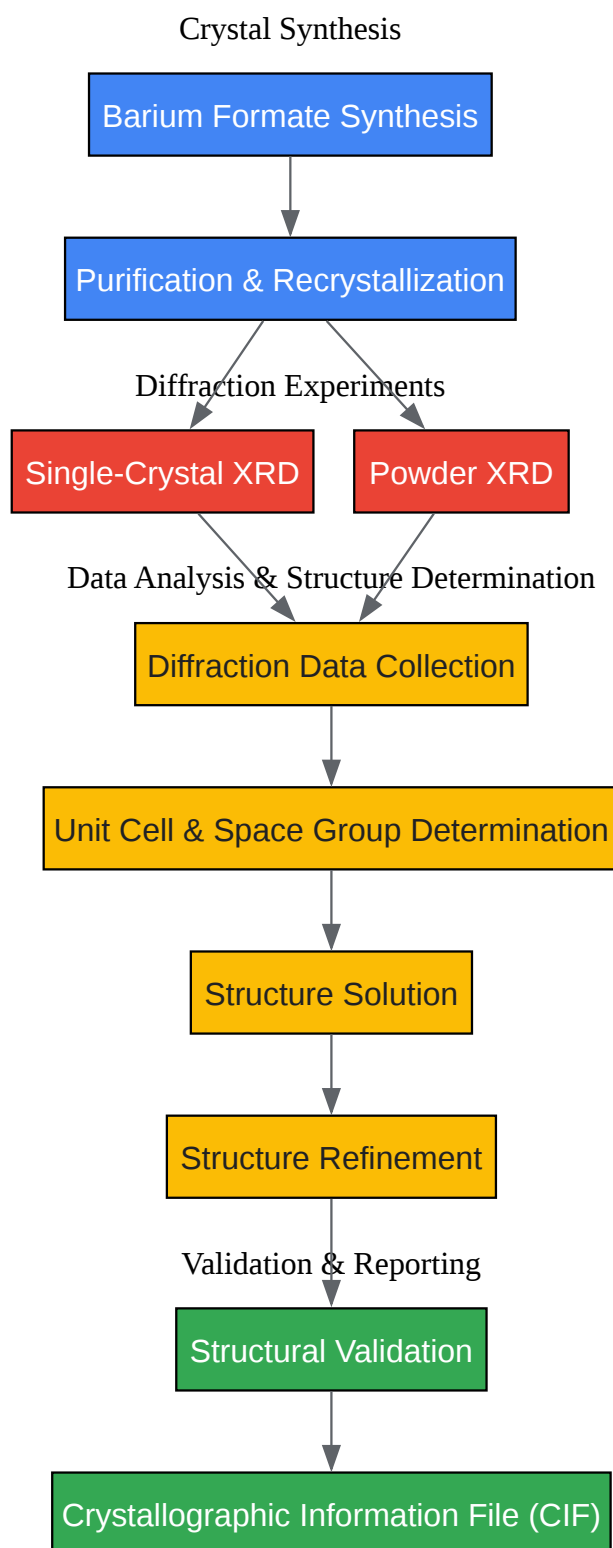 Crystal Synthesis
Barium Formate Synthesis
Purification & Recrystallization
Diffraction Experiments
Single-Crystal XRD
Powder XRD
Data Analysis & Structure Determination
Diffraction Data Collection
Unit Cell & Space Group Determination
Structure Solution
Structure Refinement
Validation & Reporting
Structural Validation
Crystallographic Information File (CIF)